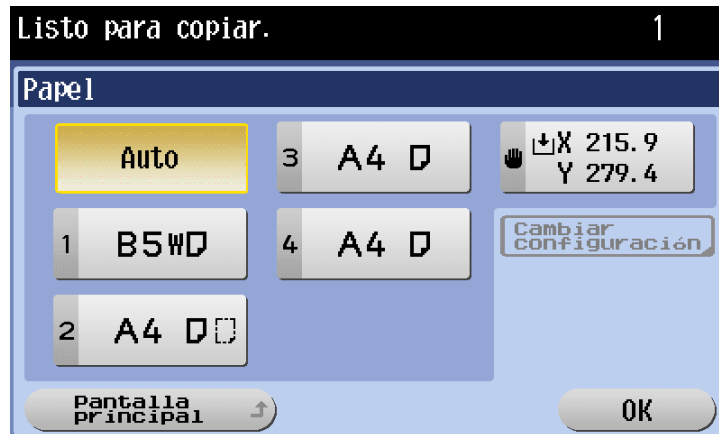 Listo para copiar. 1
Papel
Auto
3 A4
X 215.9
Y 279.4
1 B5W
4 A4
Cambiar
configuración
2 A4
Pantalla
principal
OK